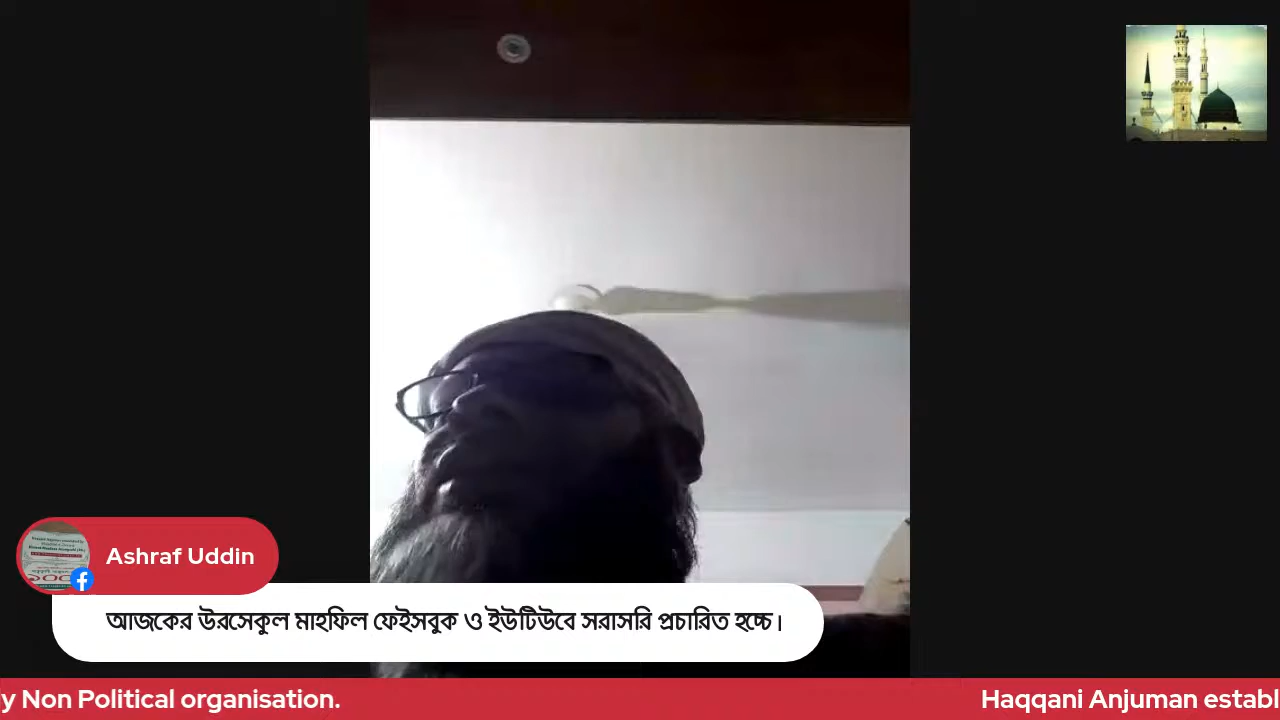 Ashraf Uddin
আজকের উরসেকুল মাহফিল ফেইসবুক ও ইউটিউবে সরাসরি প্রচারিত হচ্ছে।
y Non Political organisation. Haqqani Anjuman establ